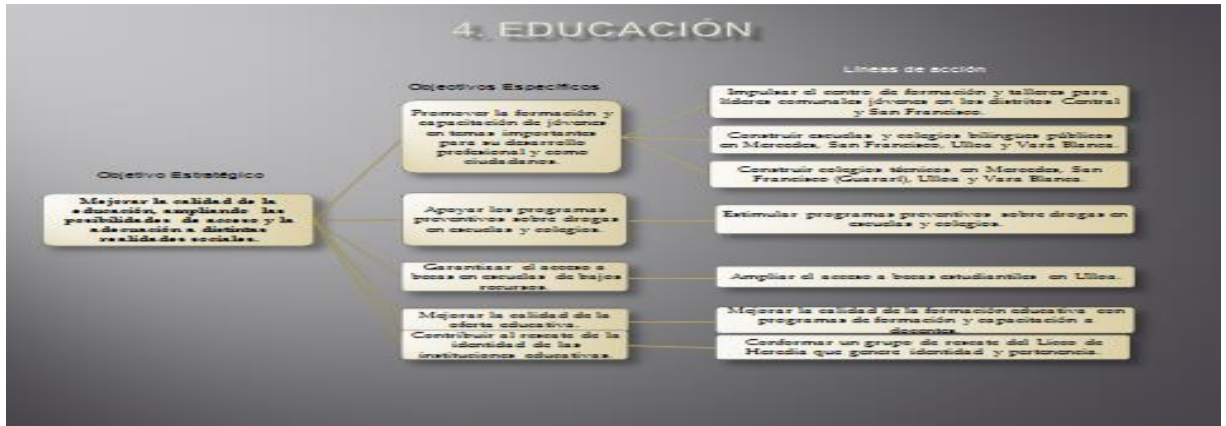 4. EDUCACIÓN
Objetivo Estratégico
Mejorar la calidad de la
educación, ampliando las
posibilidades de acceso y la
adecuación a distintas
realidades sociales.
Objectivos Específicos
Promover la formación y
capacitación de jóvenes
en temas importantes
para su desarrollo
profesional y como
ciudadanos.
Apoyar los programas
preventivos sobre drogas
en escuelas y colegios.
Garantizar el acceso a
becas en escuelas de bajos
recursos.
Mejorar la calidad de la
oferta educativa.
Contribuir al rescate de la
identidad de las
instituciones educativas.
Líneas de acción
Impulsar el centro de formación y talleres para
líderes comunales jóvenes en los distritos Central
y San Francisco.
Construir escuelas y colegios bilingues públicos
en Mercedes, San Francisco, Ulloa y Vara Blanca.
Construir colegios técnicos en Mercedes, San
Francisco (Guararí), Ulloa y Vara Blanca.
Estimular programas preventivos sobre drogas en
escuelas y colegios.
Ampliar el acceso a becas estudiantiles en Ulloa.
Mejorar la calidad de la formación educativa con
programas de formación y capacitación a
docentes.
Conformar un grupo de rescate del Liceo de
Heredia que genere identidad y pertenencia.